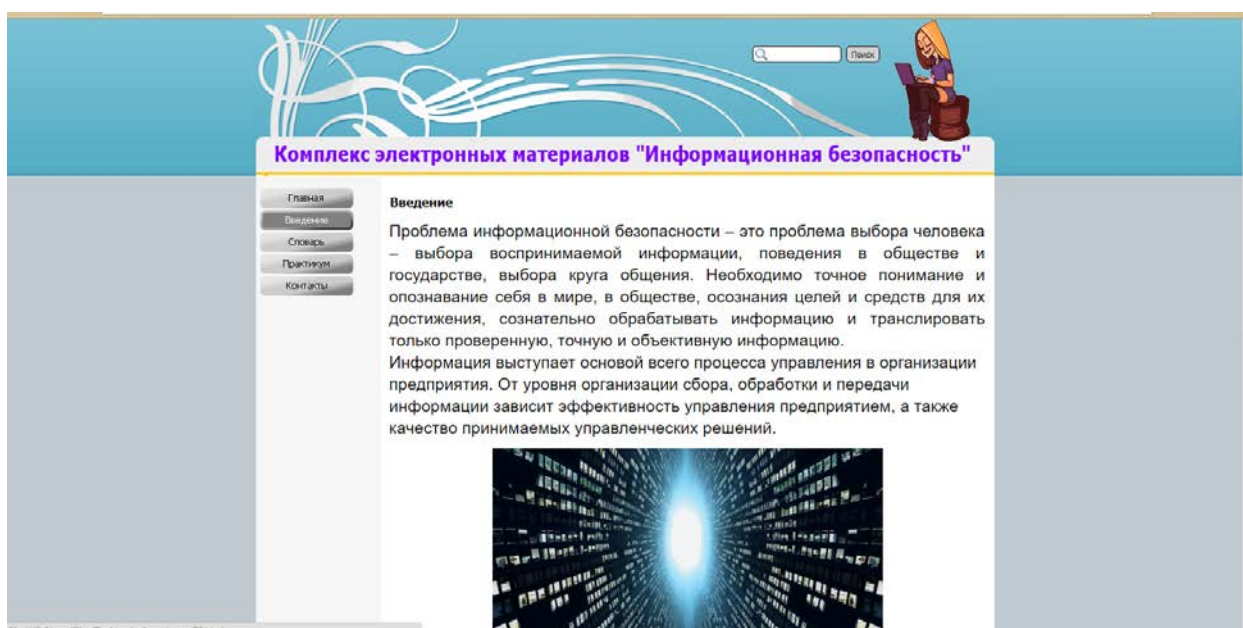 Поиск
Комплекс электронных материалов "Информационная безопасность"
Главная
Введение
Словарь
Практикум
Контакты
Введение
Проблема информационной безопасности – это проблема выбора человека
– выбора воспринимаемой информации, поведения в обществе и
государстве, выбора круга общения. Необходимо точное понимание и
опознавание себя в мире, в обществе, осознания целей и средств для их
достижения, сознательно обрабатывать информацию и транслировать
только проверенную, точную и объективную информацию.
Информация выступает основой всего процесса управления в организации
предприятия. От уровня организации сбора, обработки и передачи
информации зависит эффективность управления предприятием, а также
качество принимаемых управленческих решений.